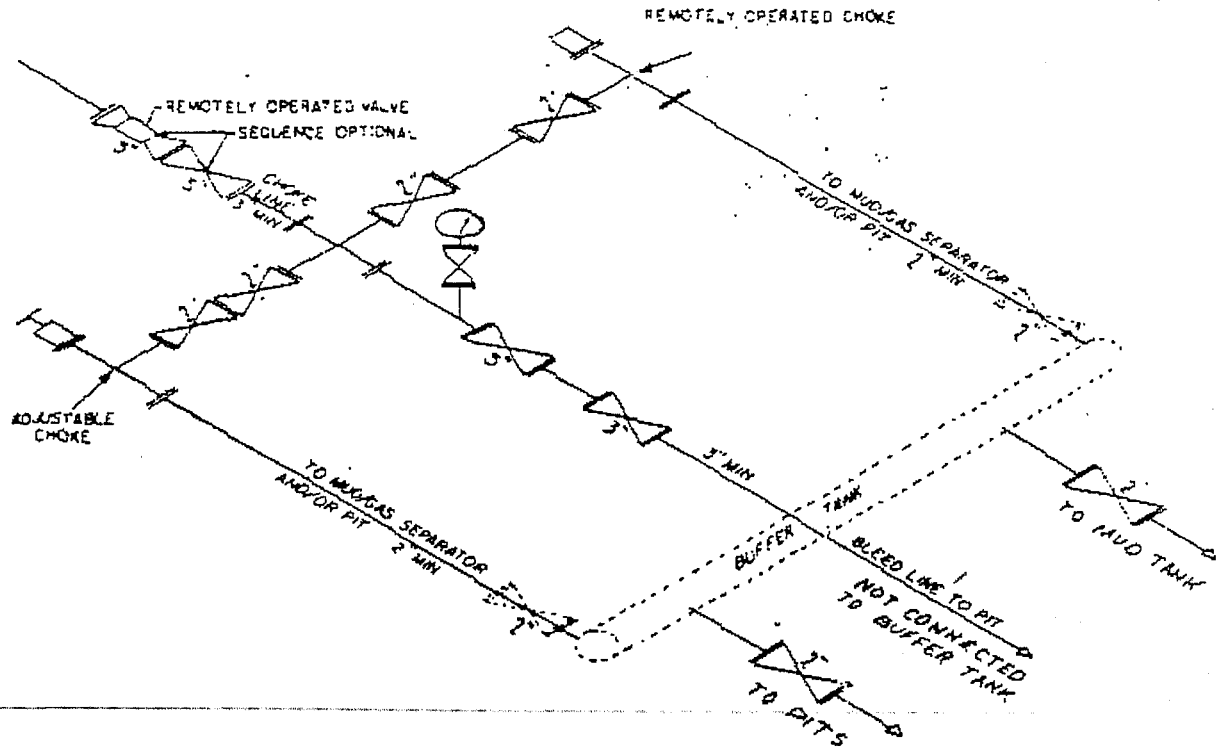 REMOTELY OPERATED CHOKE
REMOTELY OPERATED VALVE
SEQUENCE OPTIONAL
3"
CHOKE
LINE
3" MIN
2"
2"
2"
2"
TO MUD/GAS SEPARATOR
AND/OR PIT
2" MIN
2"
3"
3"
3" MIN
ADJUSTABLE
CHOKE
TO MUD/GAS SEPARATOR
AND/OR PIT
2" MIN
2"
BUFFER TANK
2"
TO MUD TANK
BLEED LINE TO PIT
NOT CONNECTED
TO BUFFER TANK
2"
TO PITS